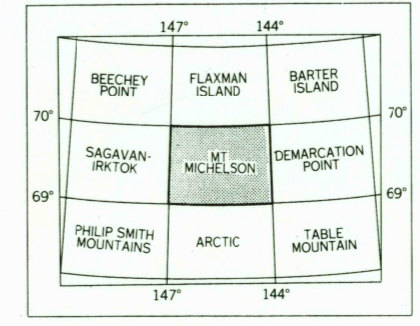 147° 144°
BEECHEY
POINT
FLAXMAN
ISLAND
BARTER
ISLAND
70° 70°
SAGAVAN-
IRKTOK
MT
MICHELSON
DEMARCATION
POINT
69° 69°
PHILIP SMITH
MOUNTAINS
ARCTIC
TABLE
MOUNTAIN
147° 144°